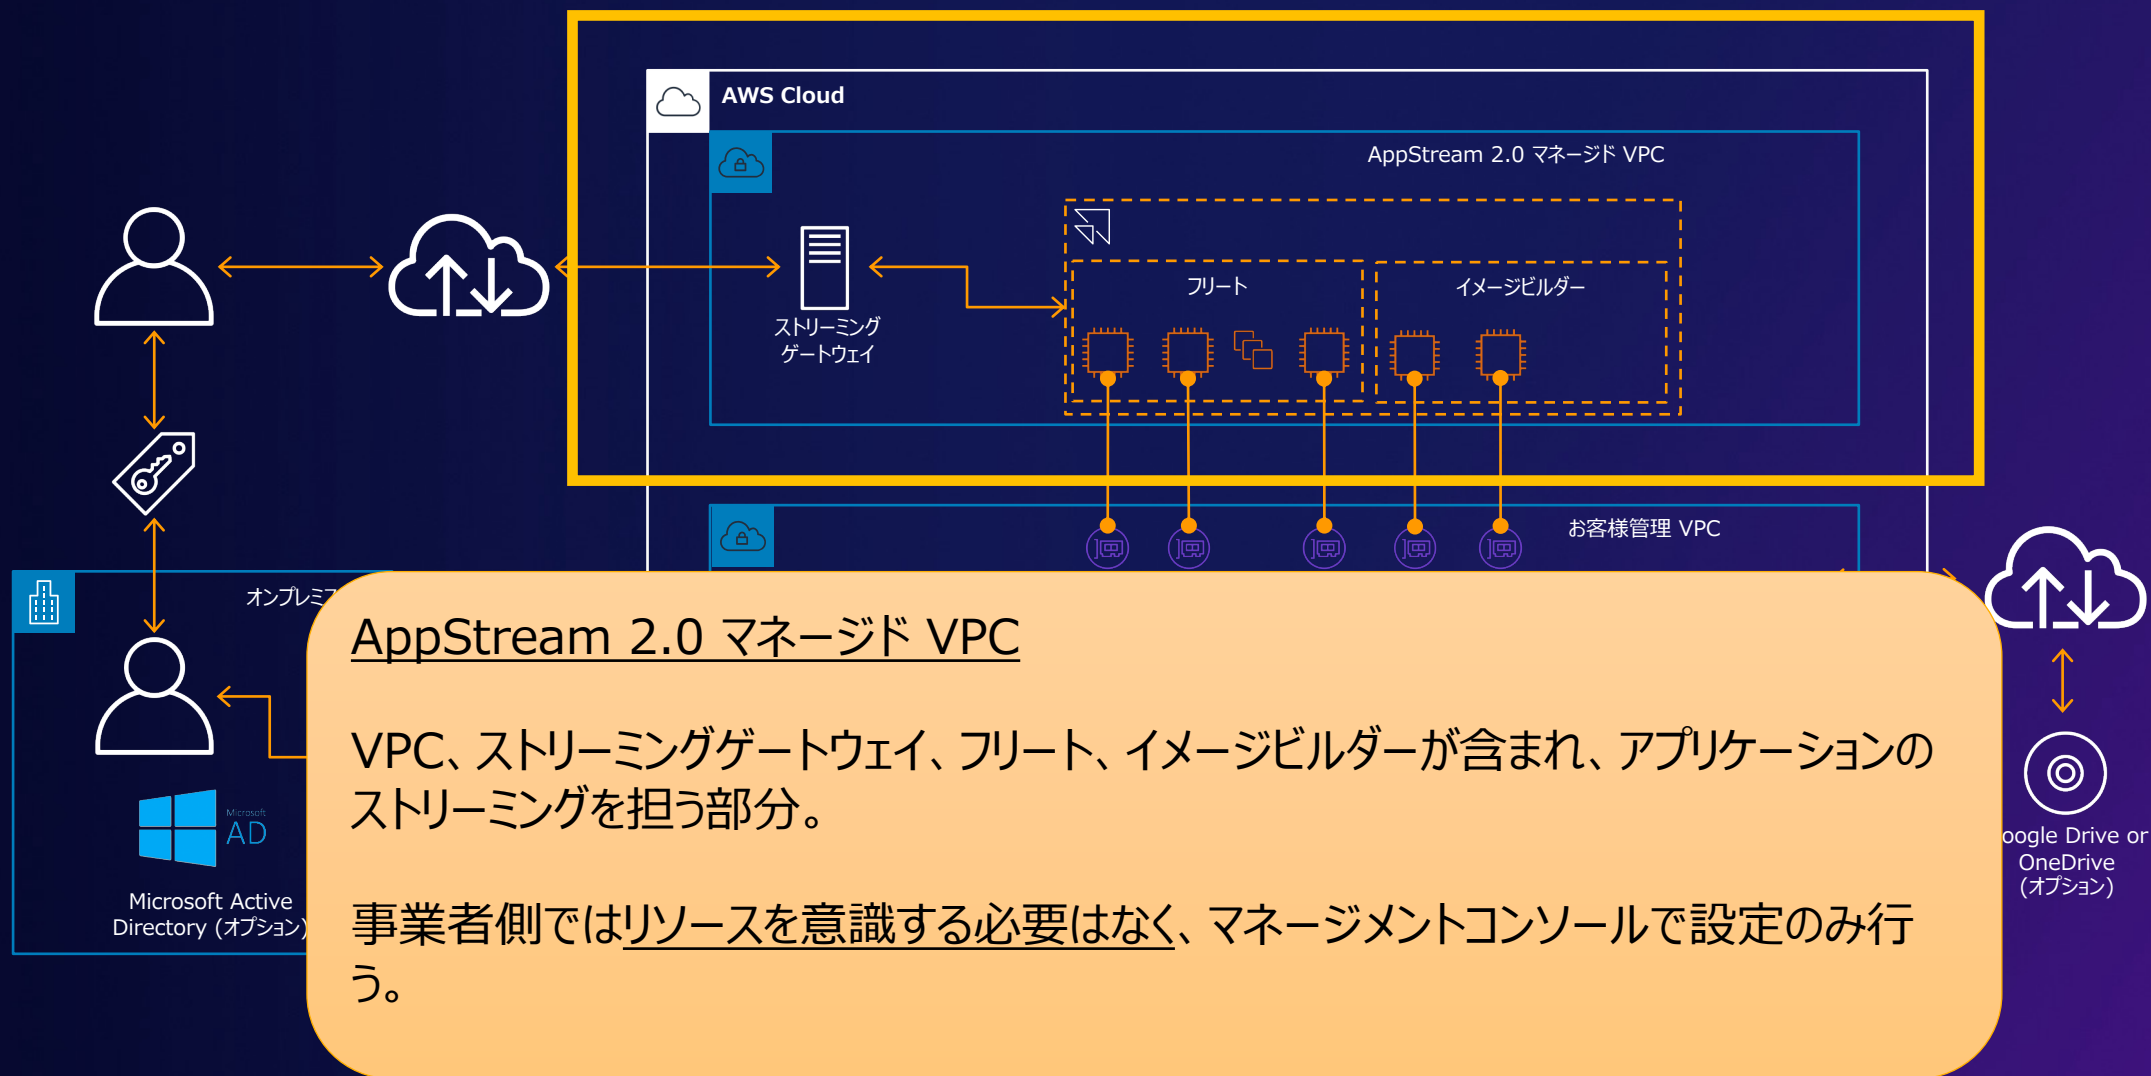 AWS Cloud
AppStream 2.0 マネージド VPC
フリート
イメージビルダー
ストリーミング
ゲートウェイ
お客様管理 VPC
オンプレミ
AppStream 2.0 マネージド VPC
VPC、ストリーミングゲートウェイ、フリート、イメージビルダーが含まれ、アプリケーションの
ストリーミングを担う部分。
事業者側ではリソースを意識する必要はなく、マネージメントコンソールで設定のみ行
う。
Microsoft
AD
Microsoft Active
Directory (オプション)
oogle Drive or
OneDrive
(オプション)